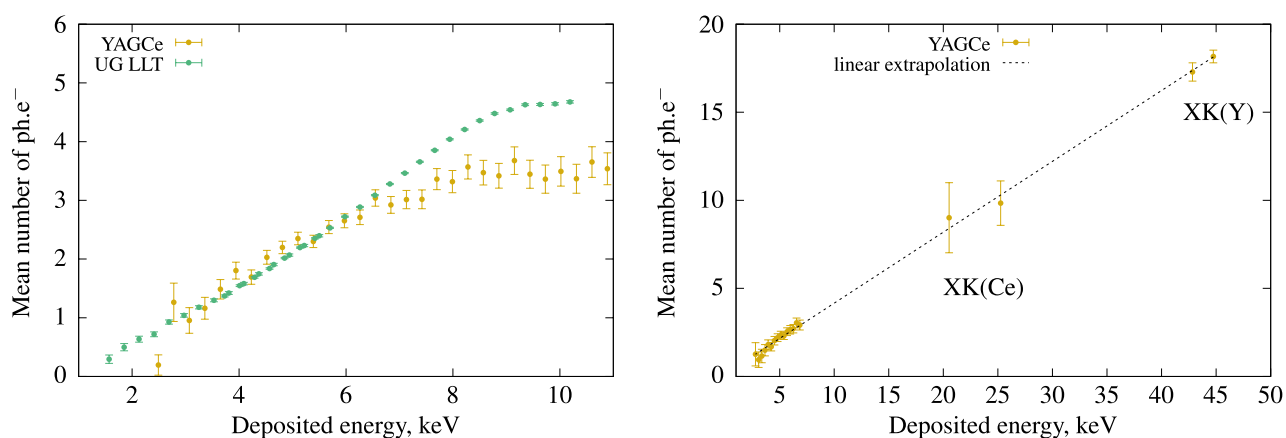 6
5
4
3
2
1
0
Mean number of ph.e−
YAGCe
UG LLT
2
4
6
8
10
Deposited energy, keV
20
15
10
5
0
Mean number of ph.e−
YAGCe
linear extrapolation
XK(Y)
XK(Ce)
5
10
15
20
25
30
35
40
45
50
Deposited energy, keV